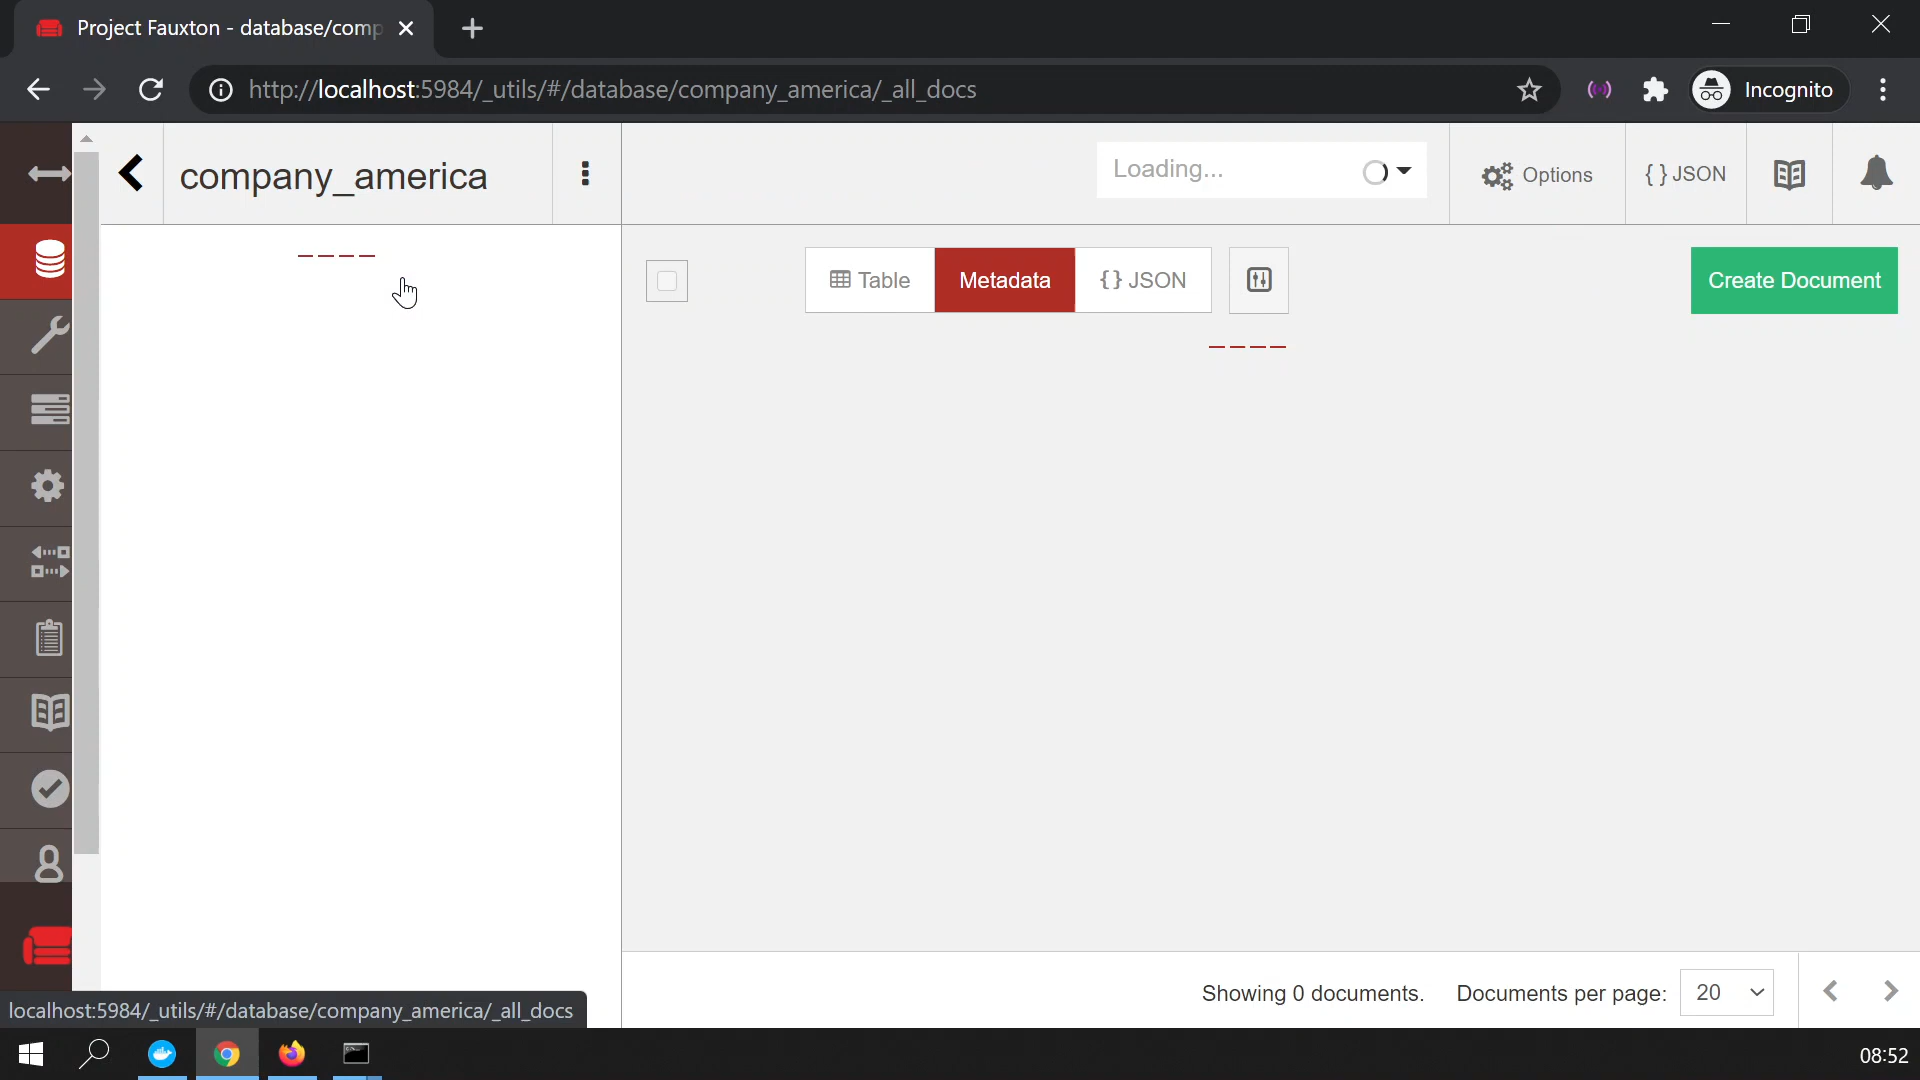 Project Fauxton - database/comp
http://localhost:5984/_utils/#/database/company_america/_all_docs
Incognito
company_america
Loading...
Options
{ } JSON
Table
Metadata
{ } JSON
Create Document
Showing 0 documents.
Documents per page:
20
localhost:5984/_utils/#/database/company_america/_all_docs
08:52